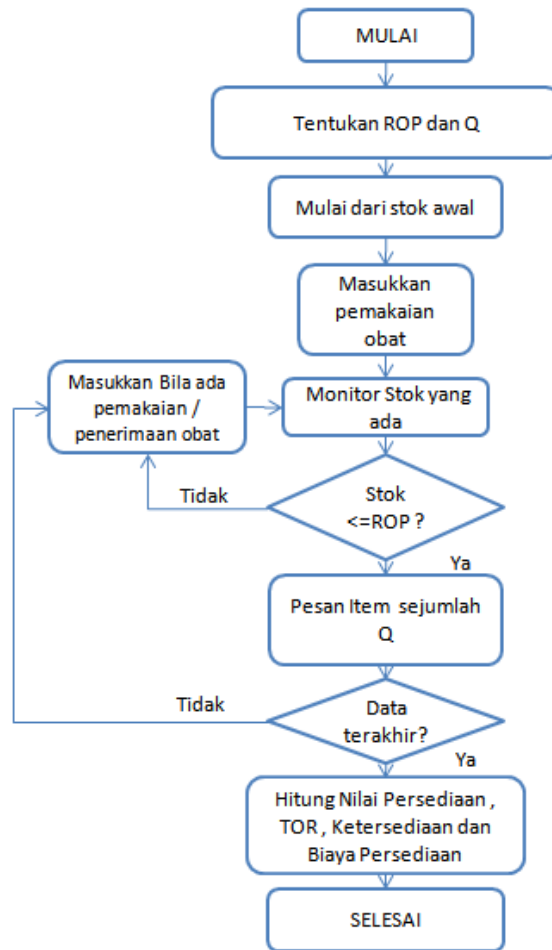 MULAI
Tentukan ROP dan Q
Mulai dari stok awal
Masukkan
pemakaian
obat
Masukkan Bila ada
pemakaian /
penerimaan obat
Monitor Stok yang
ada
Tidak
Stok
<=ROP ?
Ya
Pesan Item sejumlah
Q
Tidak
Data
terakhir?
Ya
Hitung Nilai Persediaan ,
TOR , Ketersediaan dan
Biaya Persediaan
SELESAI